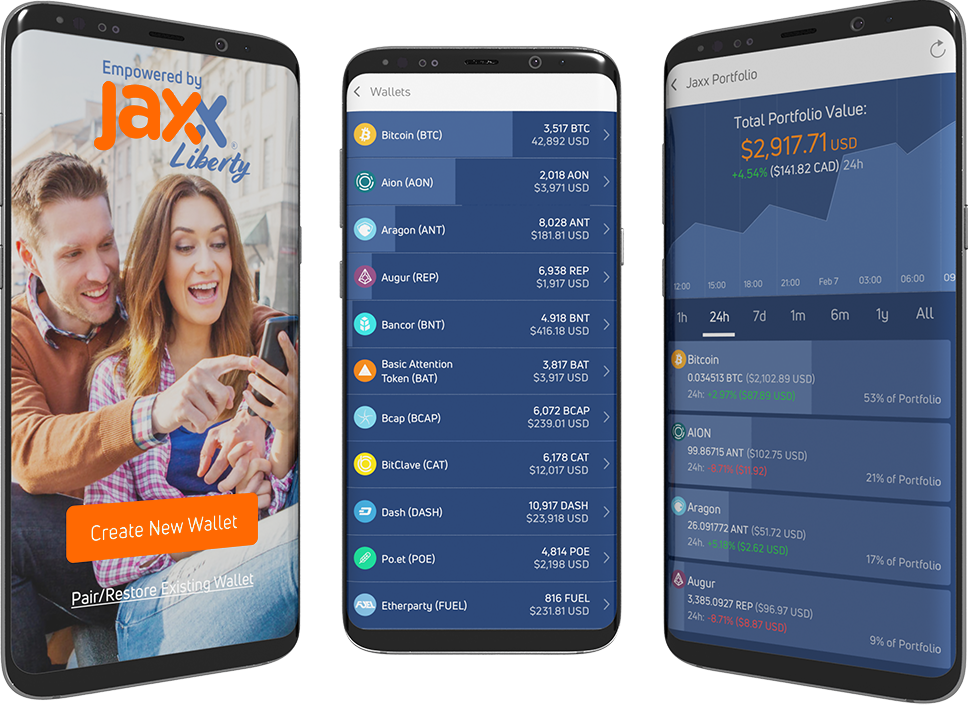 Empowered by
jaxx
Liberty
Create New Wallet
Pair/Restore Existing Wallet
Wallets
Bitcoin (BTC)
3,517 BTC
42,892 USD
Aion (AON)
2,018 AON
$3,971 USD
Aragon (ANT)
8,028 ANT
$181.81 USD
Augur (REP)
6,938 REP
$1,917 USD
Bancor (BNT)
4.918 BNT
$416.18 USD
Basic Attention
Token (BAT)
3,817 BAT
$3,917 USD
Bcap (BCAP)
6,072 BCAP
$239.01 USD
BitClave (CAT)
6,178 CAT
$12,017 USD
Dash (DASH)
10,917 DASH
$23,918 USD
Po.et (POE)
4,814 POE
$2,198 USD
FUEL
Etherparty (FUEL)
816 FUEL
$231.81 USD
Jaxx Portfolio
Total Portfolio Value:
$2,917.71 USD
+4.54% ($141.82 CAD) 24h
12:00 15:00 18:00 21:00 Feb 7 03:00 06:00 09
1h 24h 7d 1m 6m 1y All
Bitcoin
0.034513 BTC ($2,102.89 USD)
24h: +2.97% ($87.89 USD)
53% of Portfolio
AION
99.86715 ANT ($102.75 USD)
24h: -8.71% ($11.92)
21% of Portfolio
Aragon
26.091772 ANT ($51.72 USD)
24h. +5.18% ($2.62 USD)
17% of Portfolio
Augur
3,385.0927 REP ($96.97 USD)
24h: -8.71% ($8.87 USD)
9% of Portfolio